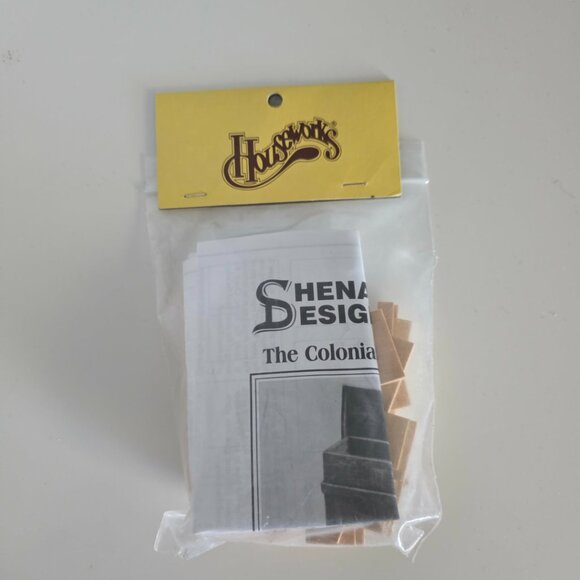 Houseworks®
SHENA
DESIG
The Colonia